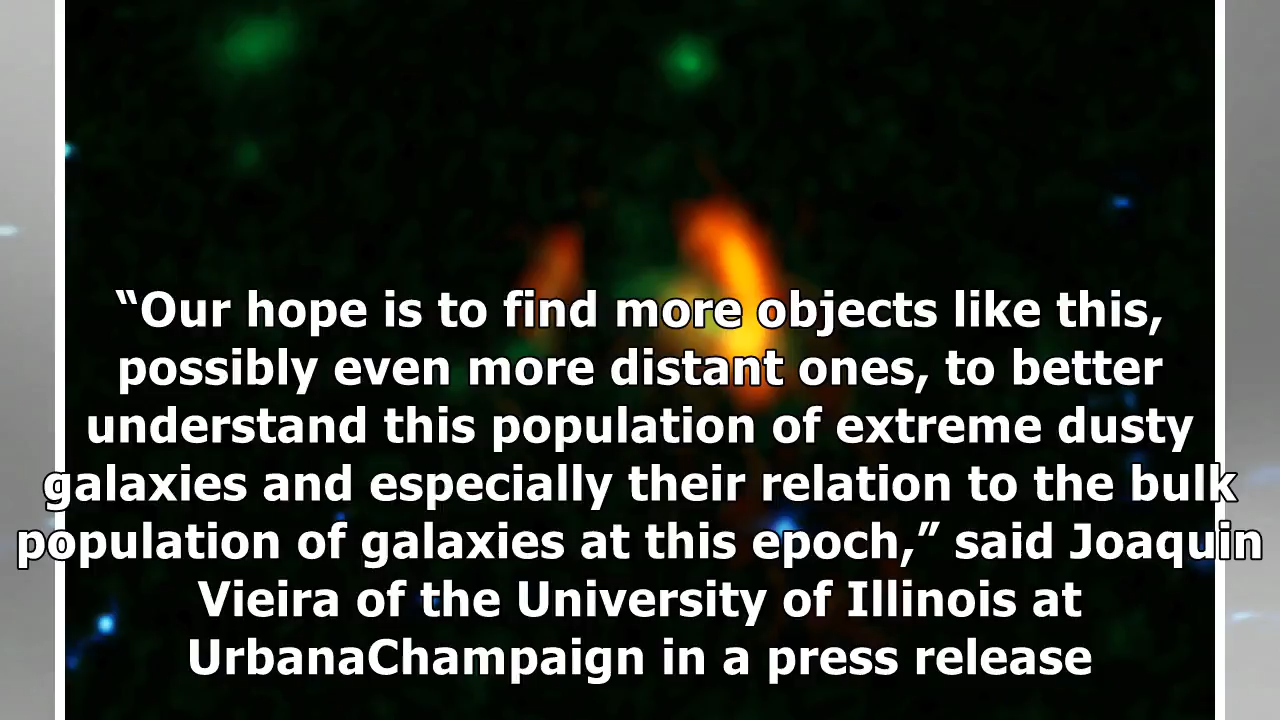 “Our hope is to find more objects like this,
possibly even more distant ones, to better
understand this population of extreme dusty
galaxies and especially their relation to the bulk
population of galaxies at this epoch,” said Joaquin
Vieira of the University of Illinois at
UrbanaChampaign in a press release